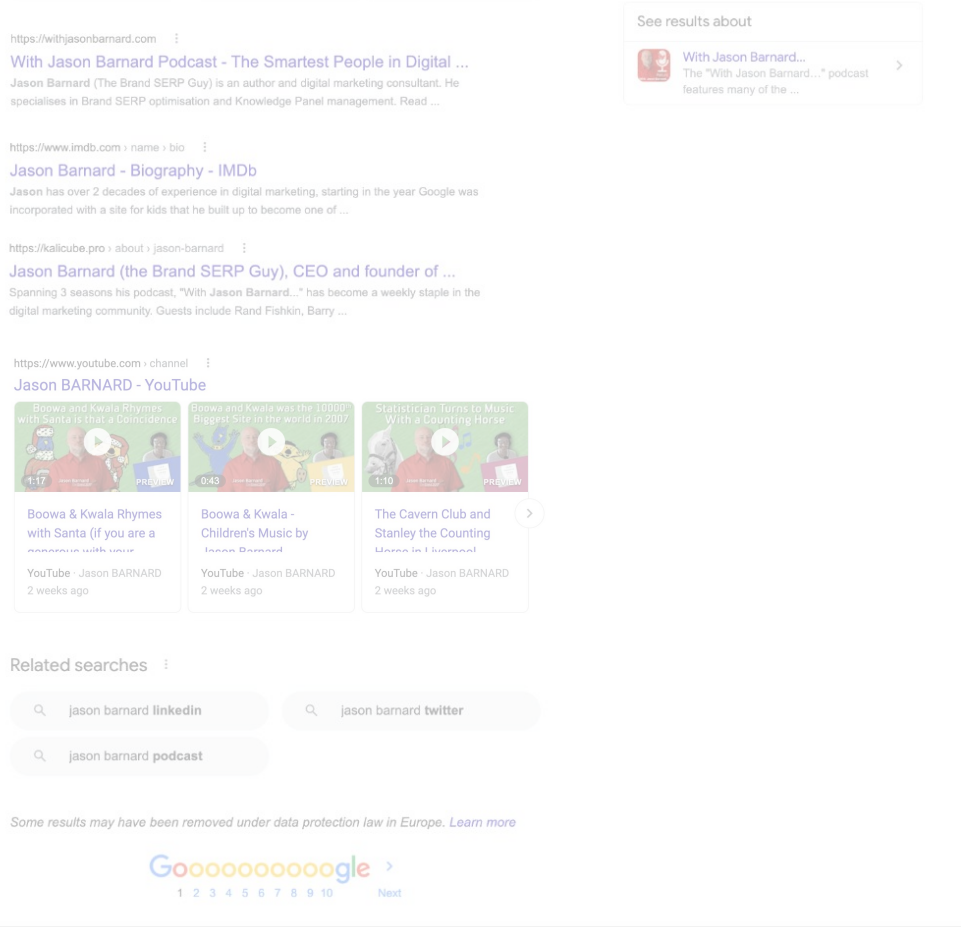 https://withjasonbarnard.com
With Jason Barnard Podcast - The Smartest People in Digital ...
Jason Barnard (The Brand SERP Guy) is an author and digital marketing consultant. He
specialises in Brand SERP optimisation and Knowledge Panel management. Read ...
https://www.imdb.com › name › bio
Jason Barnard - Biography - IMDb
Jason has over 2 decades of experience in digital marketing, starting in the year Google was
incorporated with a site for kids that he built up to become one of ...
https://kalicube.pro › about › jason-barnard
Jason Barnard (the Brand SERP Guy), CEO and founder of ...
Spanning 3 seasons his podcast, "With Jason Barnard..." has become a weekly staple in the
digital marketing community. Guests include Rand Fishkin, Barry ...
https://www.youtube.com › channel
Jason BARNARD - YouTube
Boowa and Kwala Rhymes
with Santa is that a Coincidence
1:17
PREVIEW
Boowa & Kwala Rhymes
with Santa (if you are a
generous with your
YouTube · Jason BARNARD
2 weeks ago
Boowa and Kwala was the 10000th
Biggest Site in the world in 2007
0:43
PREVIEW
Boowa & Kwala -
Children's Music by
Jason Barnard
YouTube · Jason BARNARD
2 weeks ago
Statistician Turns to Music
With a Counting Horse
1:10
PREVIEW
The Cavern Club and
Stanley the Counting
Horse in Liverpool
YouTube · Jason BARNARD
2 weeks ago
Related searches
jason barnard linkedin
jason barnard twitter
jason barnard podcast
Some results may have been removed under data protection law in Europe. Learn more
Goooooooooogle
1 2 3 4 5 6 7 8 9 10 Next
See results about
With Jason Barnard...
The "With Jason Barnard..." podcast
features many of the ...